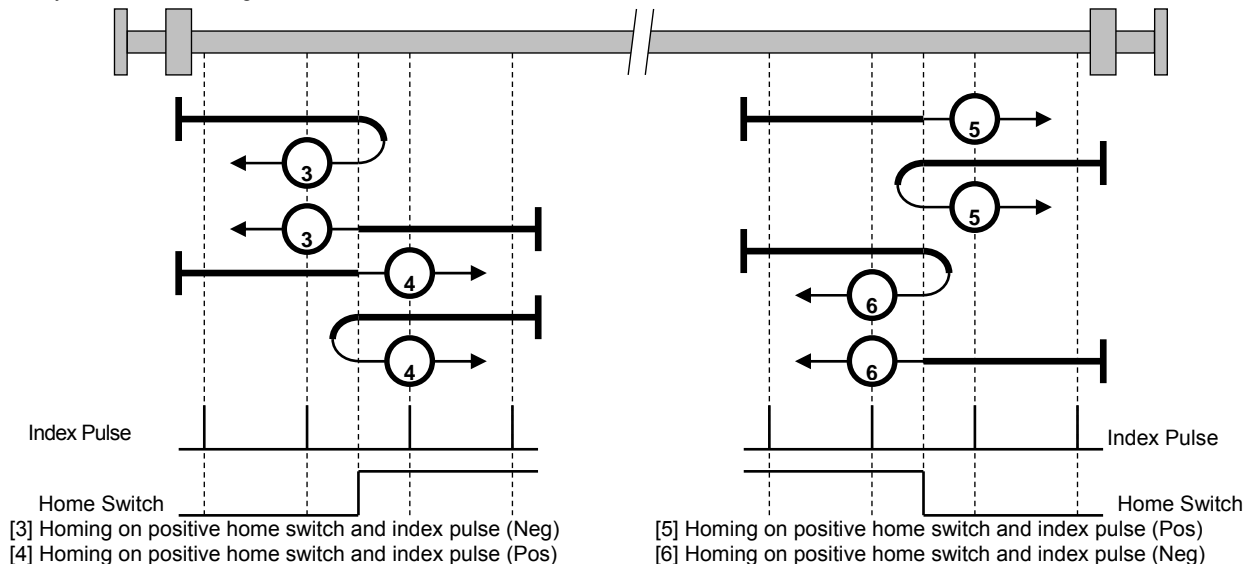 5
3
5
3
4
6
4
6
Index Pulse
Index Pulse
Home Switch
Home Switch
[3] Homing on positive home switch and index pulse (Neg)
[5] Homing on positive home switch and index pulse (Pos)
[4] Homing on positive home switch and index pulse (Pos)
[6] Homing on positive home switch and index pulse (Neg)